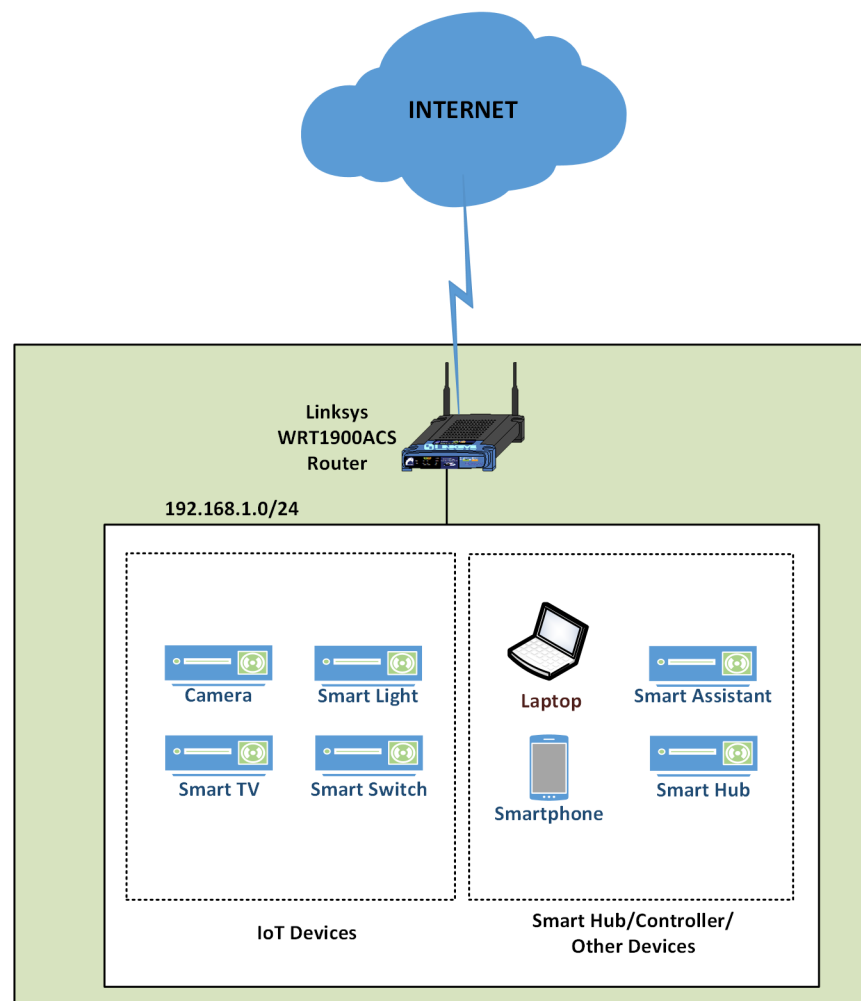 INTERNET
Linksys
WRT1900ACS
Router
LINKSYS
192.168.1.0/24
Camera
Smart Light
Laptop
Smart Assistant
Smart TV
Smart Switch
Smartphone
Smart Hub
IoT Devices
Smart Hub/Controller/
Other Devices